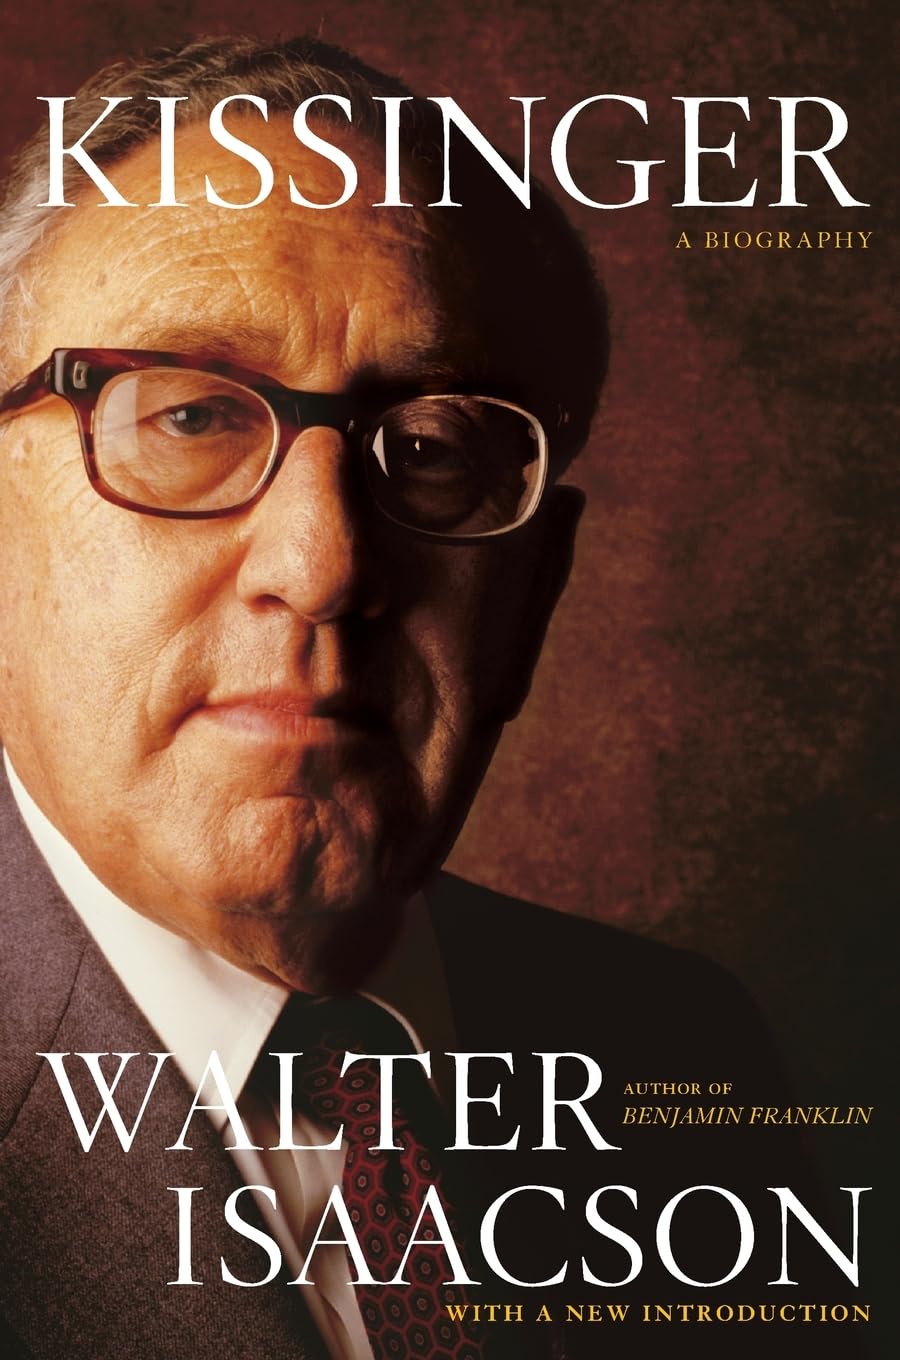 KISSINGER
A BIOGRAPHY
WALTER
AUTHOR OF
BENJAMIN FRANKLIN
ISAACSON
WITH A NEW INTRODUCTION